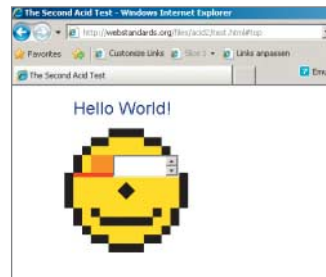 The Second Acid Test - Windows Internet Explorer
http://webstandards.org/files/acid2/test.html#top
Favorites Customize Links Links anpassen
The Second Acid Test
Hello World!